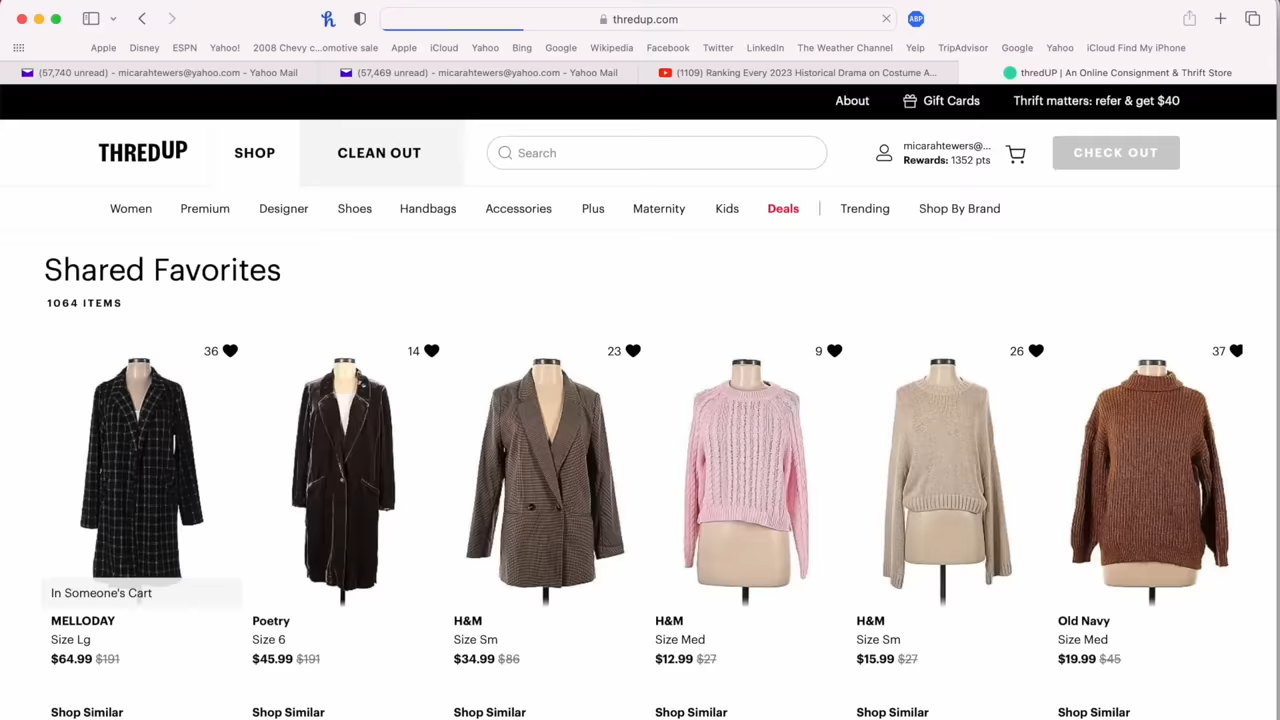 thredup.com
ABP
Apple Disney ESPN Yahoo! 2008 Chevy c...omotive sale Apple iCloud Yahoo Bing Google Wikipedia Facebook Twitter LinkedIn The Weather Channel Yelp TripAdvisor Google Yahoo iCloud Find My iPhone
(57,740 unread) - micarahtewers@yahoo.com - Yahoo Mail (57,469 unread) - micarahtewers@yahoo.com - Yahoo Mail (1109) Ranking Every 2023 Historical Drama on Costume A... thredUP | An Online Consignment & Thrift Store
About Gift Cards Thrift matters: refer & get $40
THREDUP SHOP CLEAN OUT Search micarahtewers@... CHECK OUT
Rewards: 1352 pts
Women Premium Designer Shoes Handbags Accessories Plus Maternity Kids Deals | Trending Shop By Brand
Shared Favorites
1064 ITEMS
36 14 23 9 26 37
In Someone's Cart
MELLODAY Poetry H&M H&M H&M Old Navy
Size Lg Size 6 Size Sm Size Med Size Sm Size Med
$64.99 $191 $45.99 $191 $34.99 $86 $12.99 $27 $15.99 $27 $19.99 $45
Shop Similar Shop Similar Shop Similar Shop Similar Shop Similar Shop Similar